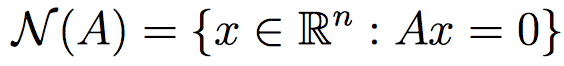 𝒩(A) = {x ∈ ℝⁿ : Ax = 0}